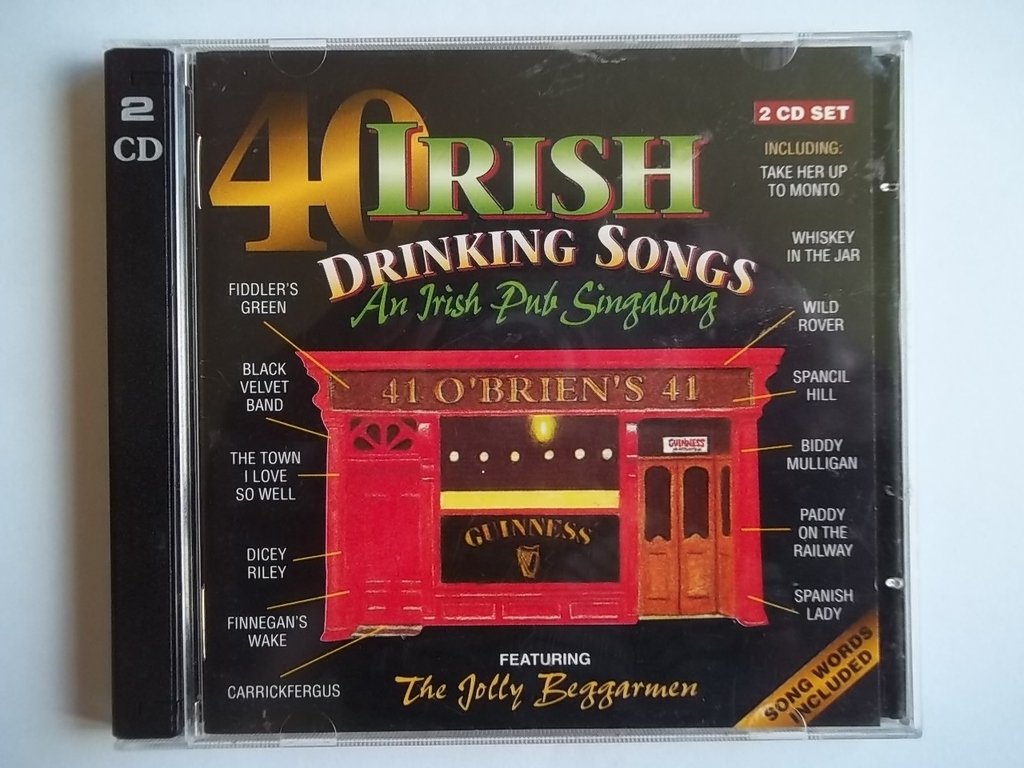 2
CD
40 IRISH
DRINKING SONGS
An Irish Pub Singalong
2 CD SET
INCLUDING:
TAKE HER UP
TO MONTO
WHISKEY
IN THE JAR
WILD
ROVER
SPANCIL
HILL
BIDDY
MULLIGAN
PADDY
ON THE
RAILWAY
SPANISH
LADY
FIDDLER'S
GREEN
BLACK
VELVET
BAND
THE TOWN
I LOVE
SO WELL
DICEY
RILEY
FINNEGAN'S
WAKE
CARRICKFERGUS
41 O'BRIEN'S 41
GUINNESS
GUINNESS
FEATURING
The Jolly Beggarmen
SONG WORDS
INCLUDED